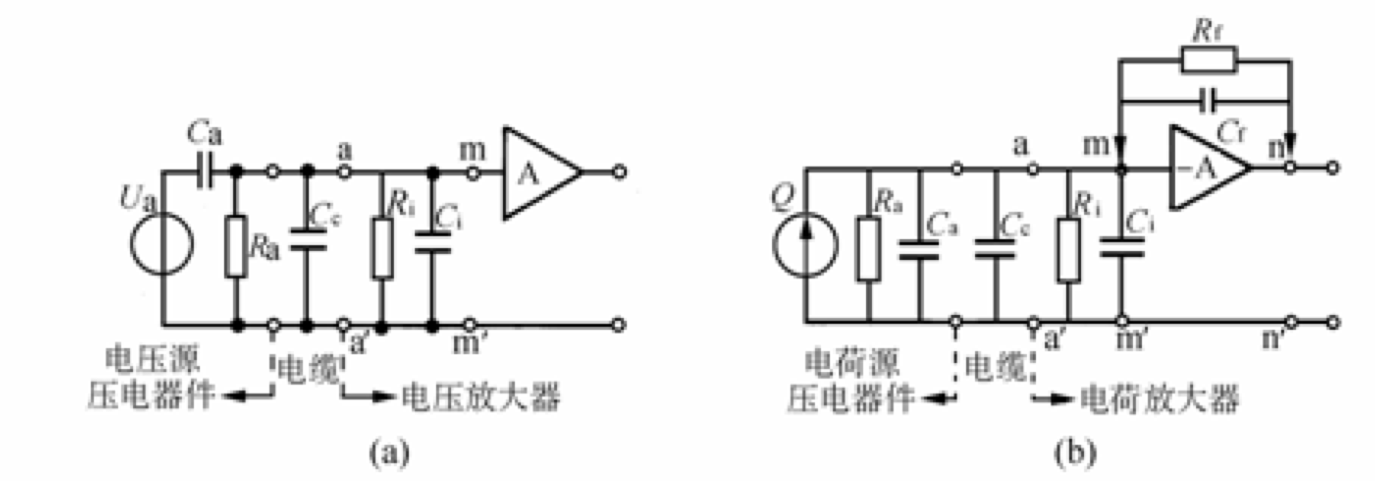 Ca
a
m
A
Ua
Ra
Cc
Ri
Ci
a′
m′
电压源
压电器件
电缆
电压放大器
(a)
Rf
Cf
a
m
n
-A
Q
Ra
Ca
Cc
Ri
Ci
a′
m′
n′
电荷源
压电器件
电缆
电荷放大器
(b)